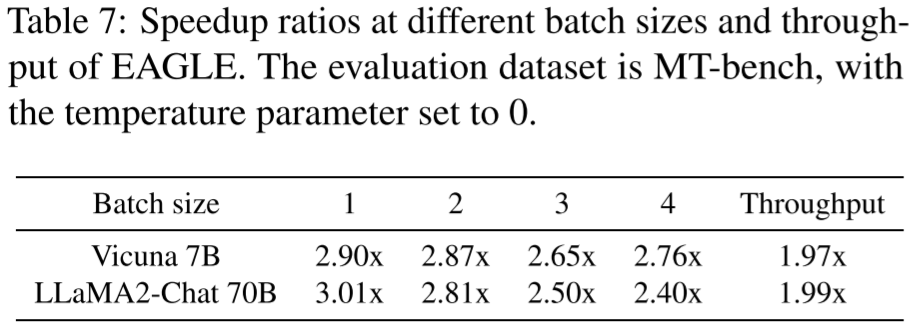 Table 7: Speedup ratios at different batch sizes and through-
put of EAGLE. The evaluation dataset is MT-bench, with
the temperature parameter set to 0.
Batch size 1 2 3 4 Throughput
Vicuna 7B 2.90x 2.87x 2.65x 2.76x 1.97x
LLaMA2-Chat 70B 3.01x 2.81x 2.50x 2.40x 1.99x